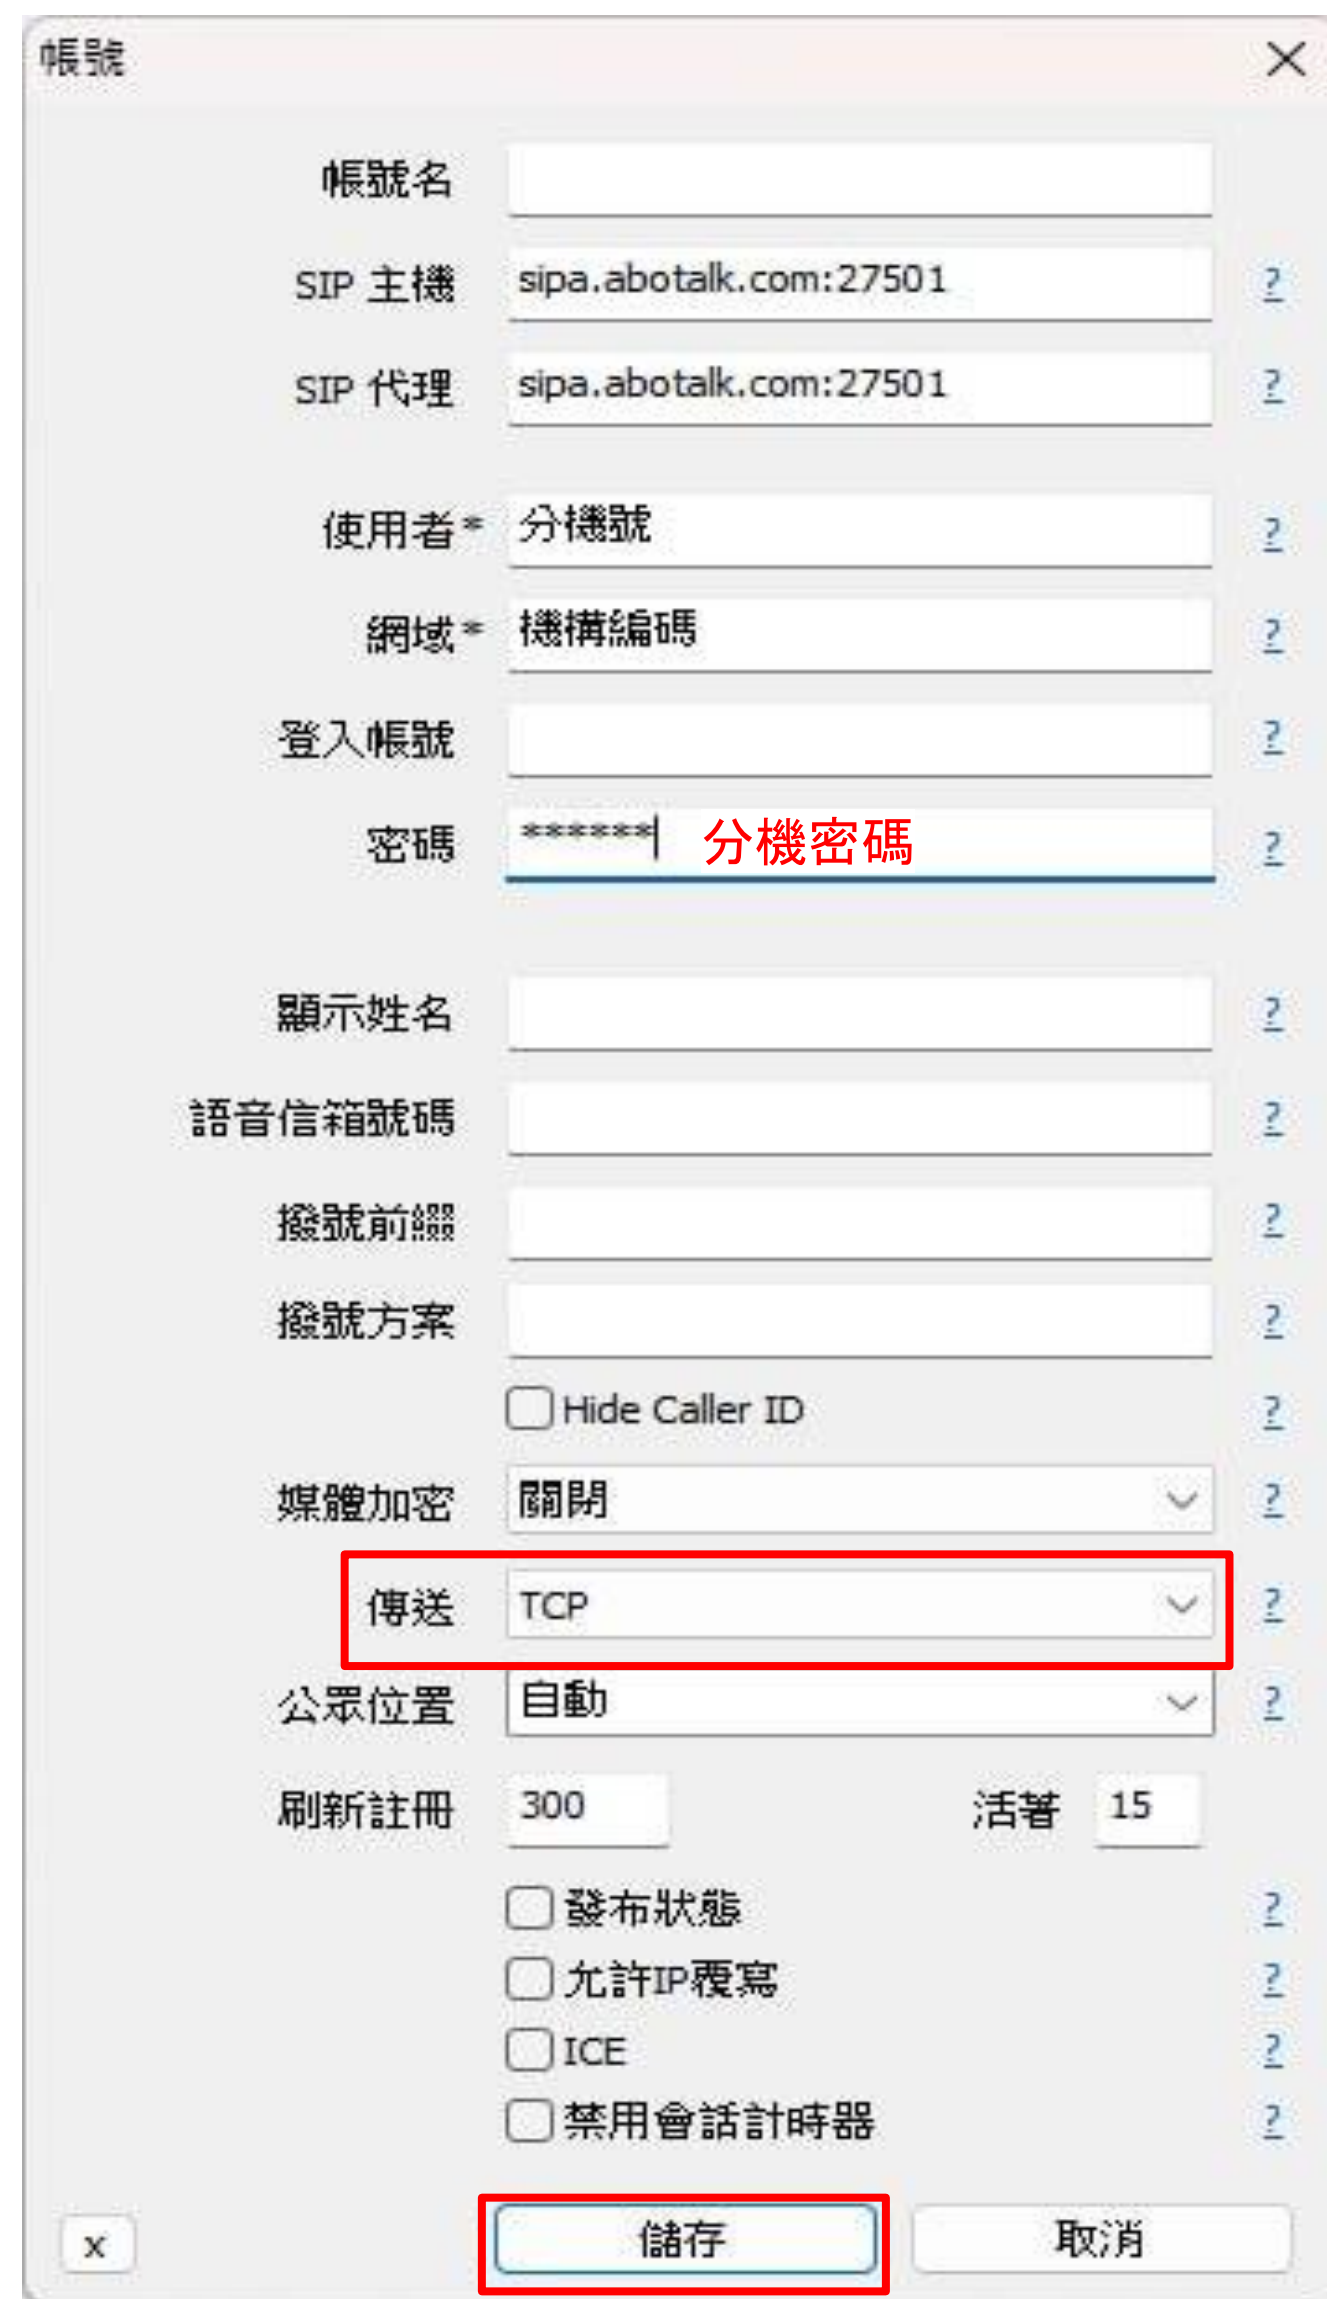 帳號
帳號名
SIP 主機 sipa.abotalk.com:27501 ?
SIP 代理 sipa.abotalk.com:27501 ?
使用者* 分機號 ?
網域* 機構編碼 ?
登入帳號 ?
密碼 ****** 分機密碼 ?
顯示姓名 ?
語音信箱號碼 ?
撥號前綴 ?
撥號方案 ?
Hide Caller ID ?
媒體加密 關閉 ?
傳送 TCP ?
公眾位置 自動 ?
刷新註冊 300 活著 15
發布狀態 ?
允許IP覆寫 ?
ICE ?
禁用會話計時器 ?
x 儲存 取消